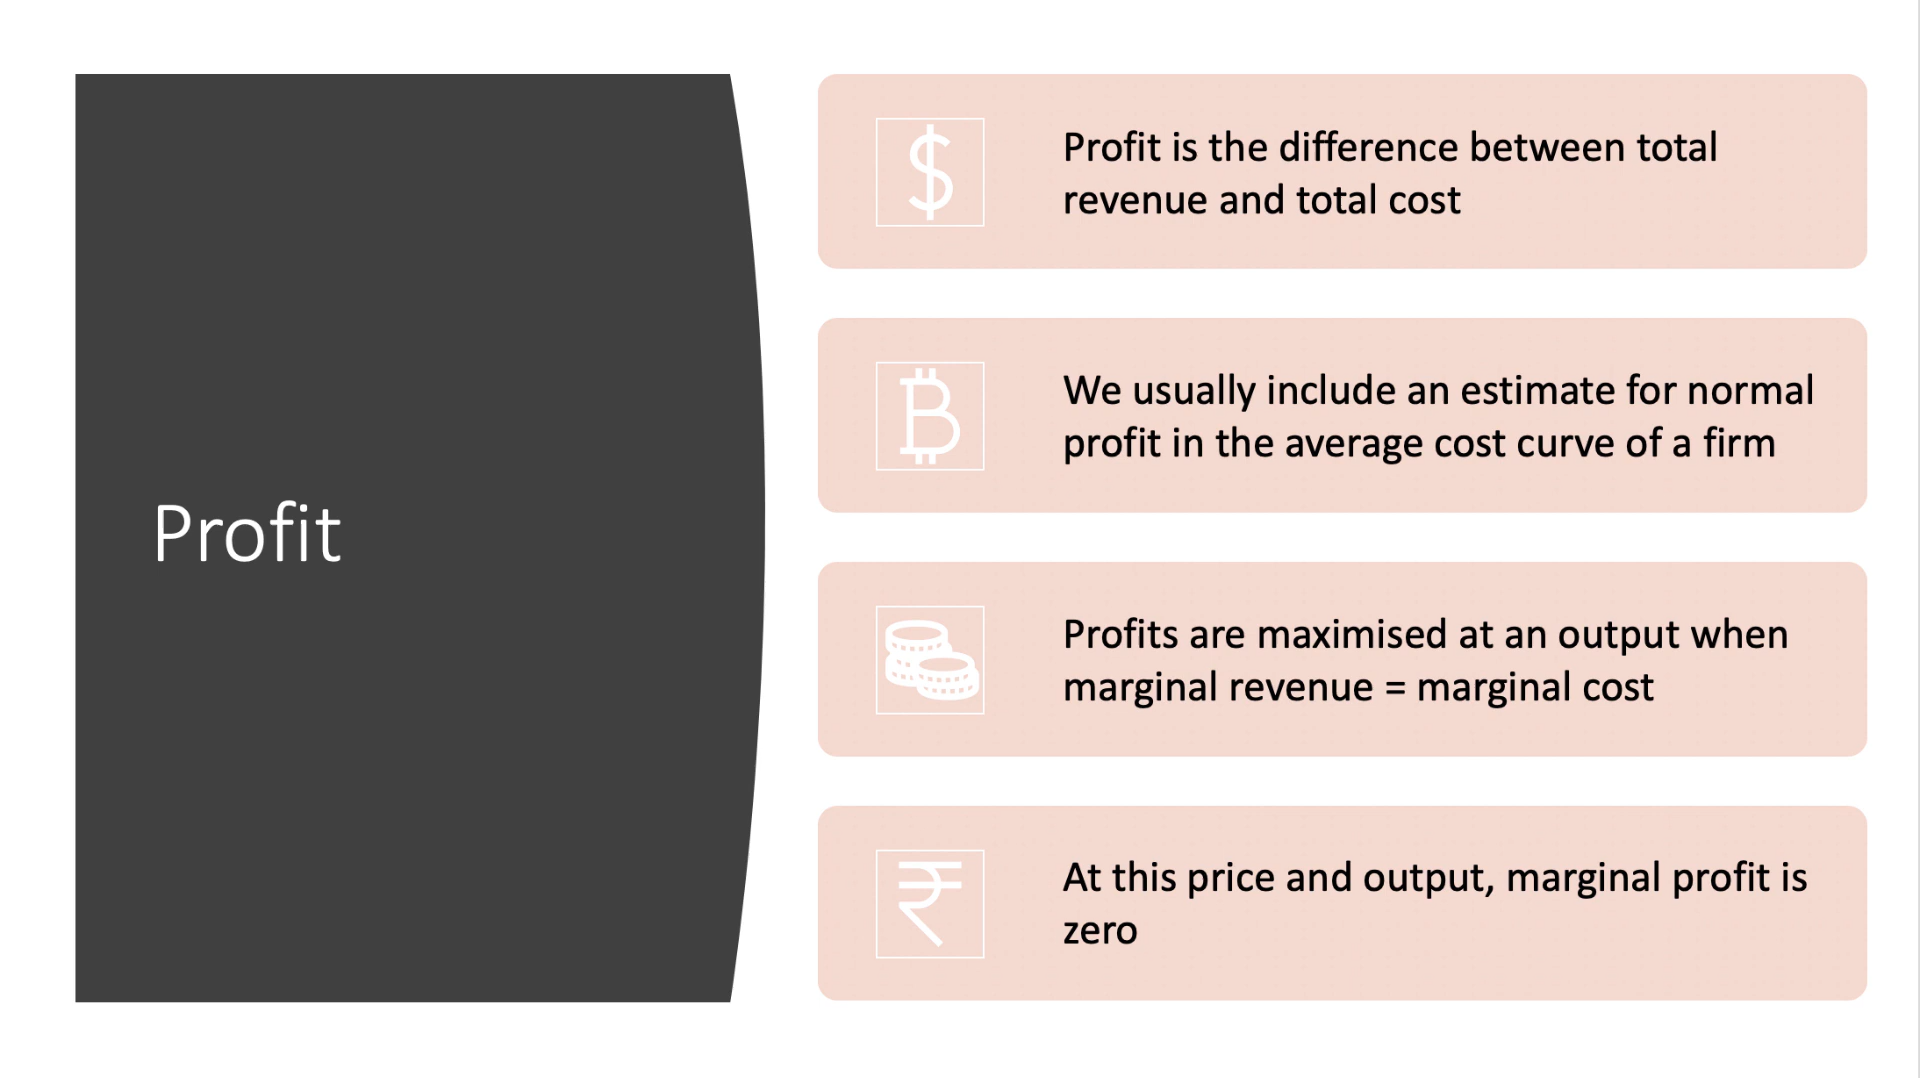 Profit
Profit is the difference between total
revenue and total cost
We usually include an estimate for normal
profit in the average cost curve of a firm
Profits are maximised at an output when
marginal revenue = marginal cost
At this price and output, marginal profit is
zero